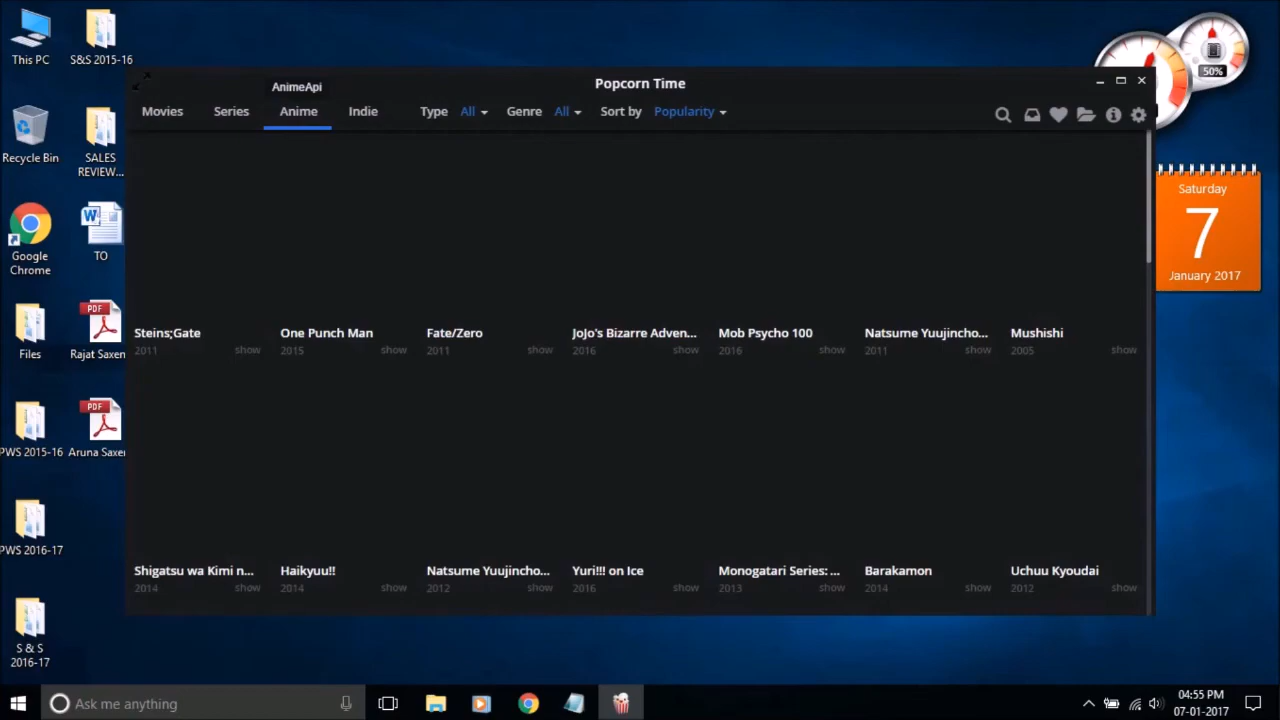 This PC
S&S 2015-16
Recycle Bin
SALES
REVIEW...
Google
Chrome
TO
Files
Rajat Saxen
PWS 2015-16
Aruna Saxer
PWS 2016-17
S & S
2016-17
Popcorn Time
AnimeApi
Movies Series Anime Indie Type All Genre All Sort by Popularity
Steins;Gate One Punch Man Fate/Zero JoJo's Bizarre Adven... Mob Psycho 100 Natsume Yuujincho... Mushishi
2011 show 2015 show 2011 show 2016 show 2016 show 2011 show 2005 show
Shigatsu wa Kimi n... Haikyuu!! Natsume Yuujincho... Yuri!!! on Ice Monogatari Series: ... Barakamon Uchuu Kyoudai
2014 show 2014 show 2012 show 2016 show 2013 show 2014 show 2012 show
50%
Saturday
7
January 2017
Ask me anything
04:55 PM
07-01-2017